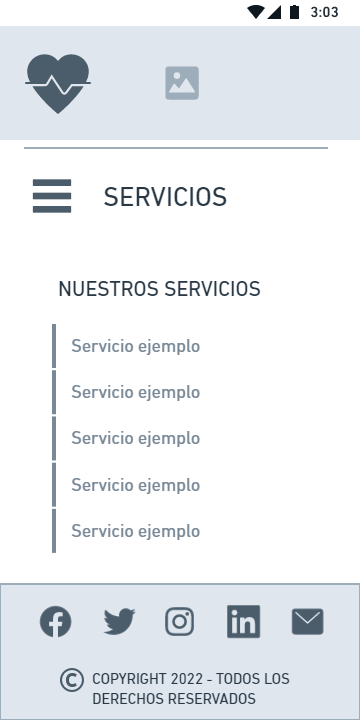 3:03
SERVICIOS
NUESTROS SERVICIOS
Servicio ejemplo
Servicio ejemplo
Servicio ejemplo
Servicio ejemplo
Servicio ejemplo
© COPYRIGHT 2022 - TODOS LOS
DERECHOS RESERVADOS